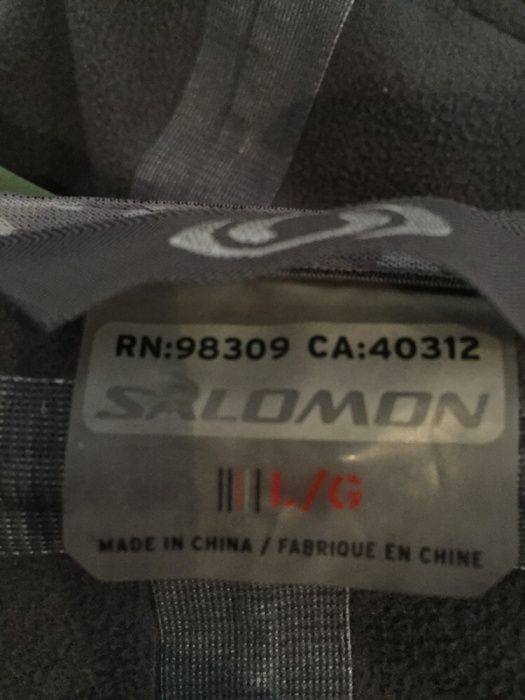 RN:98309 CA:40312
SALOMON
L/G
MADE IN CHINA / FABRIQUE EN CHINE